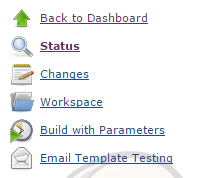 Back to Dashboard
Status
Changes
Workspace
Build with Parameters
Email Template Testing